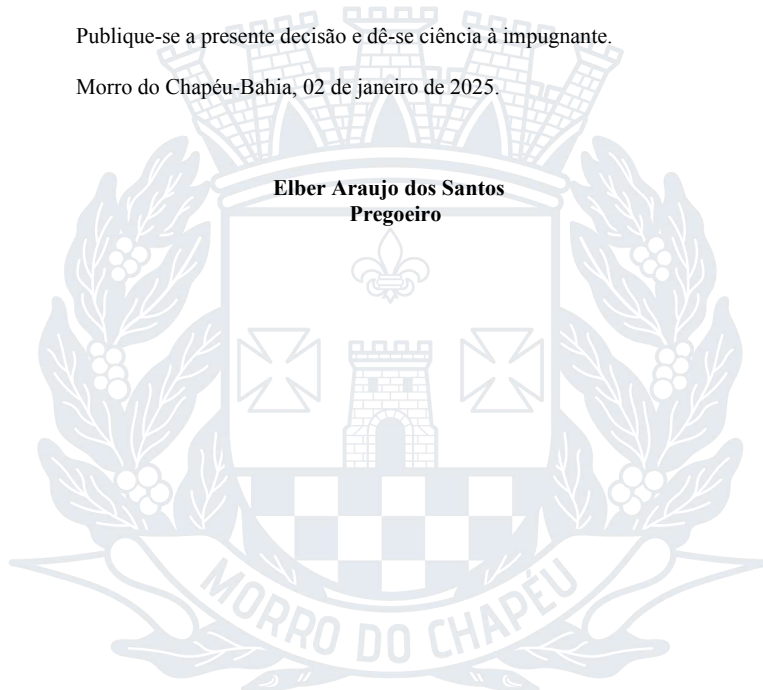 Publique-se a presente decisão e dê-se ciência à impugnante.
Morro do Chapéu-Bahia, 02 de janeiro de 2025.
Elber Araujo dos Santos
Pregoeiro
MORRO DO CHAPÉU